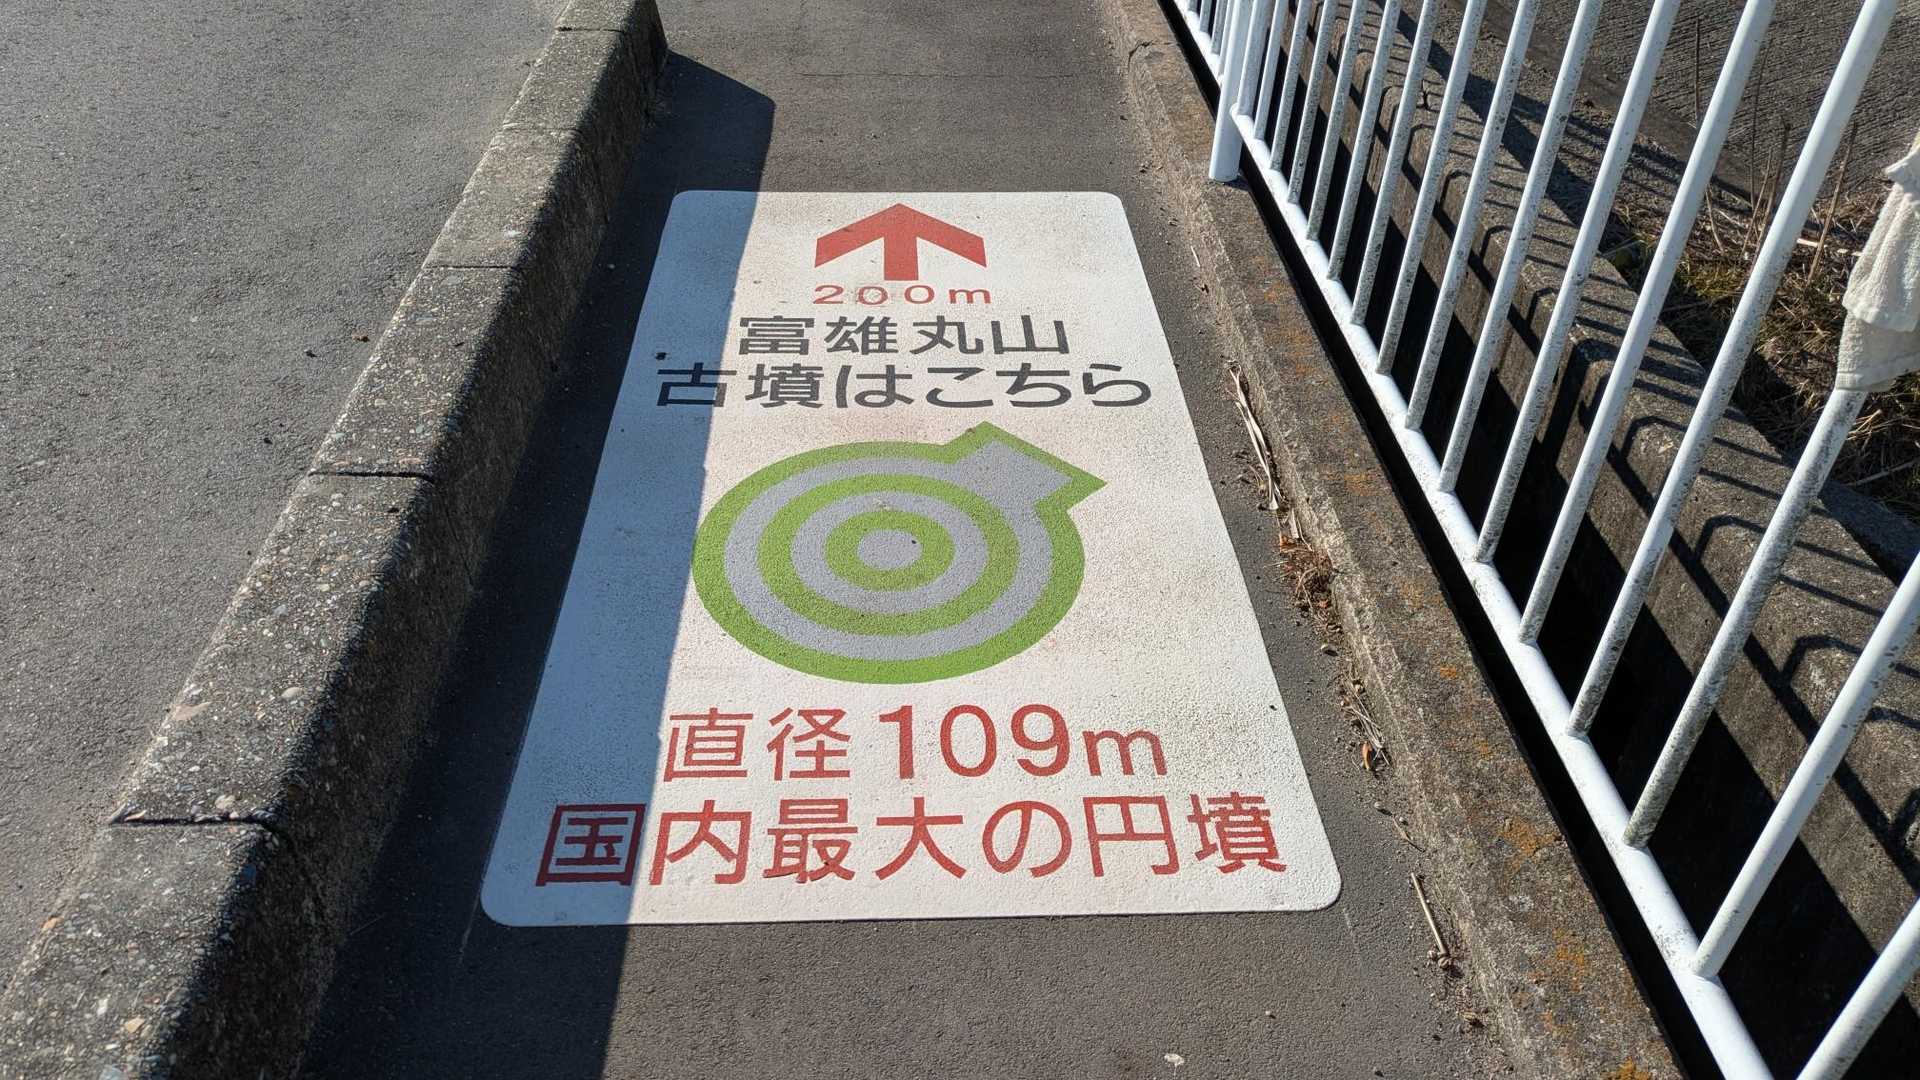 200m
富雄丸山
古墳はこちら
直径109m
国内最大の円墳